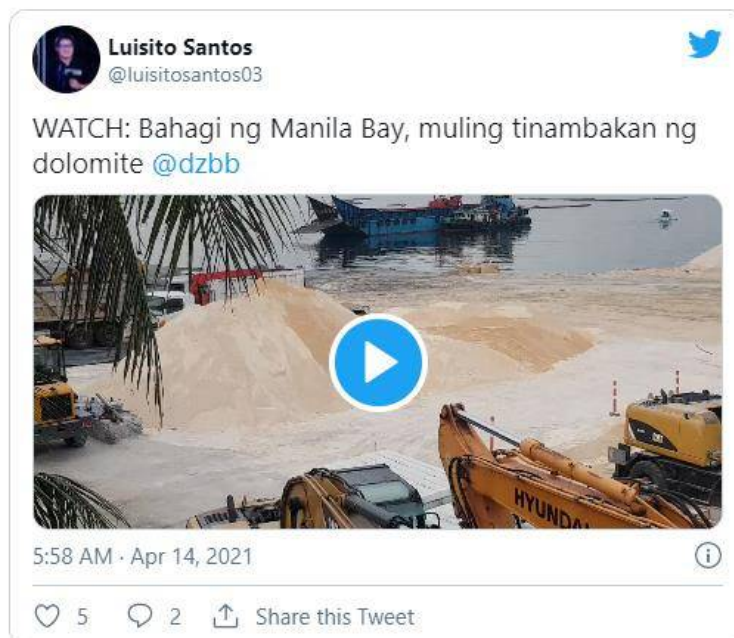 Luisito Santos
@luisitosantos03
WATCH: Bahagi ng Manila Bay, muling tinambakan ng
dolomite @dzbb
CAT
HYUNDAI
5:58 AM · Apr 14, 2021
5 2 Share this Tweet